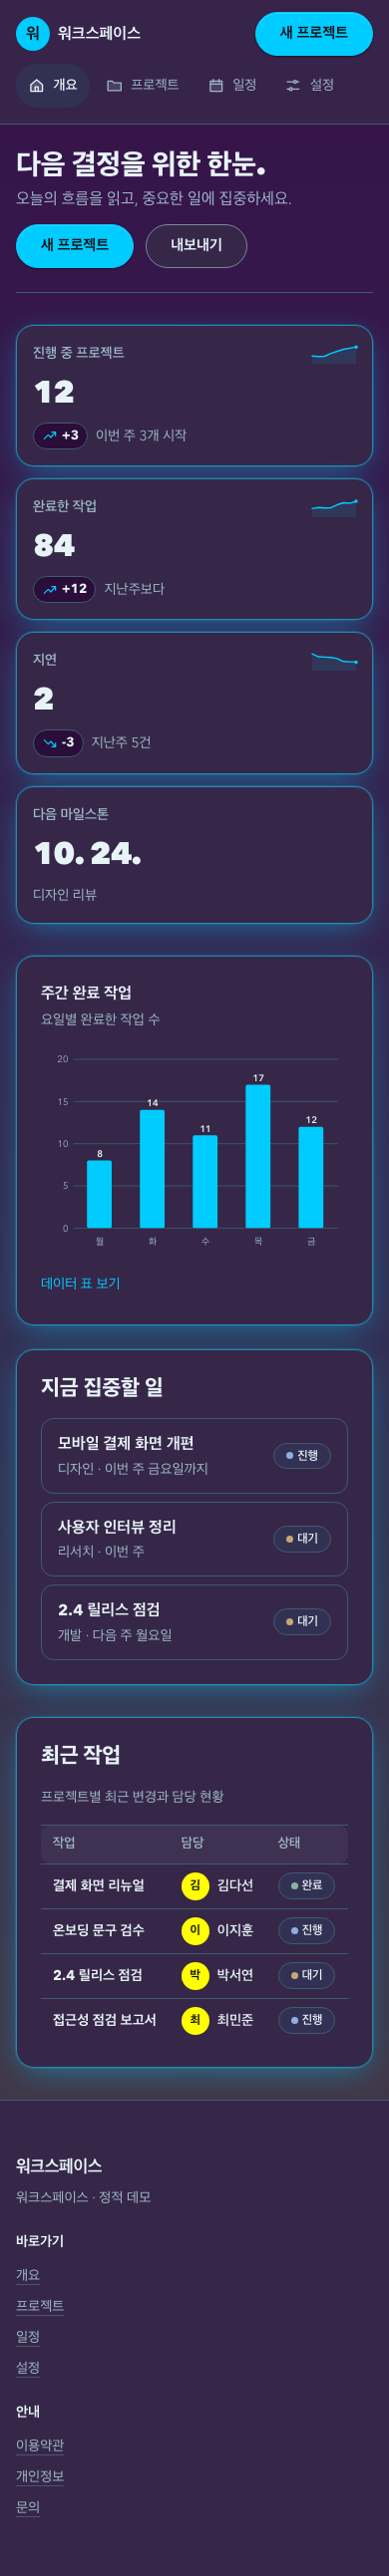 워 워크스페이스
새 프로젝트
개요 프로젝트 일정 설정
다음 결정을 위한 한눈.
오늘의 흐름을 읽고, 중요한 일에 집중하세요.
새 프로젝트 내보내기
진행 중 프로젝트
12
+3 이번 주 3개 시작
완료한 작업
84
+12 지난주보다
지연
2
-3 지난주 5건
다음 마일스톤
10. 24.
디자인 리뷰
주간 완료 작업
요일별 완료한 작업 수
20
15
10
5
0
8
14
11
17
12
월 화 수 목 금
데이터 표 보기
지금 집중할 일
모바일 결제 화면 개편
디자인 · 이번 주 금요일까지
진행
사용자 인터뷰 정리
리서치 · 이번 주
대기
2.4 릴리스 점검
개발 · 다음 주 월요일
대기
최근 작업
프로젝트별 최근 변경과 담당 현황
작업 담당 상태
결제 화면 리뉴얼 김 김다선 완료
온보딩 문구 검수 이 이지훈 진행
2.4 릴리스 점검 박 박서연 대기
접근성 점검 보고서 최 최민준 진행
워크스페이스
워크스페이스 · 정적 데모
바로가기
개요
프로젝트
일정
설정
안내
이용약관
개인정보
문의